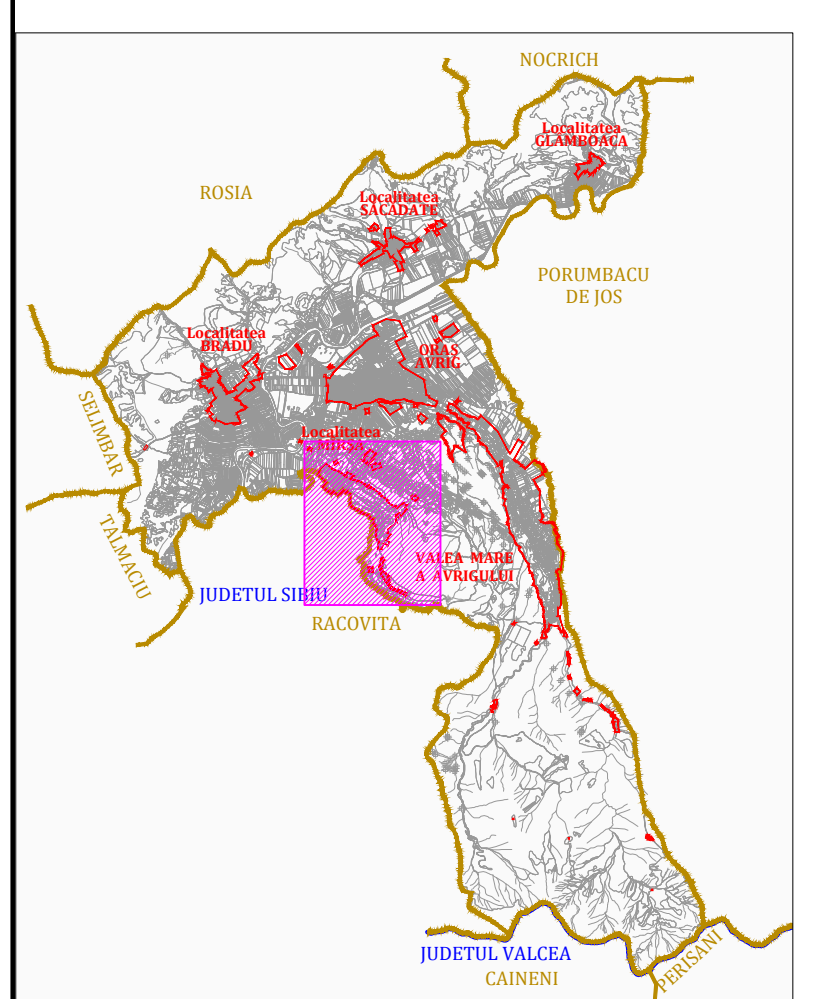 NOCRICH
Localitatea
GLAMBOACA
ROSIA
Localitatea
SACADATE
PORUMBACU
DE JOS
Localitatea
BRADU
ORAS
AVRIG
SELIMBAR
Localitatea
MIRSA
TALMACIU
VALEA MARE
A AVRIGULUI
JUDETUL SIBIU
RACOVITA
JUDETUL VALCEA
CAINENI
PERISANI